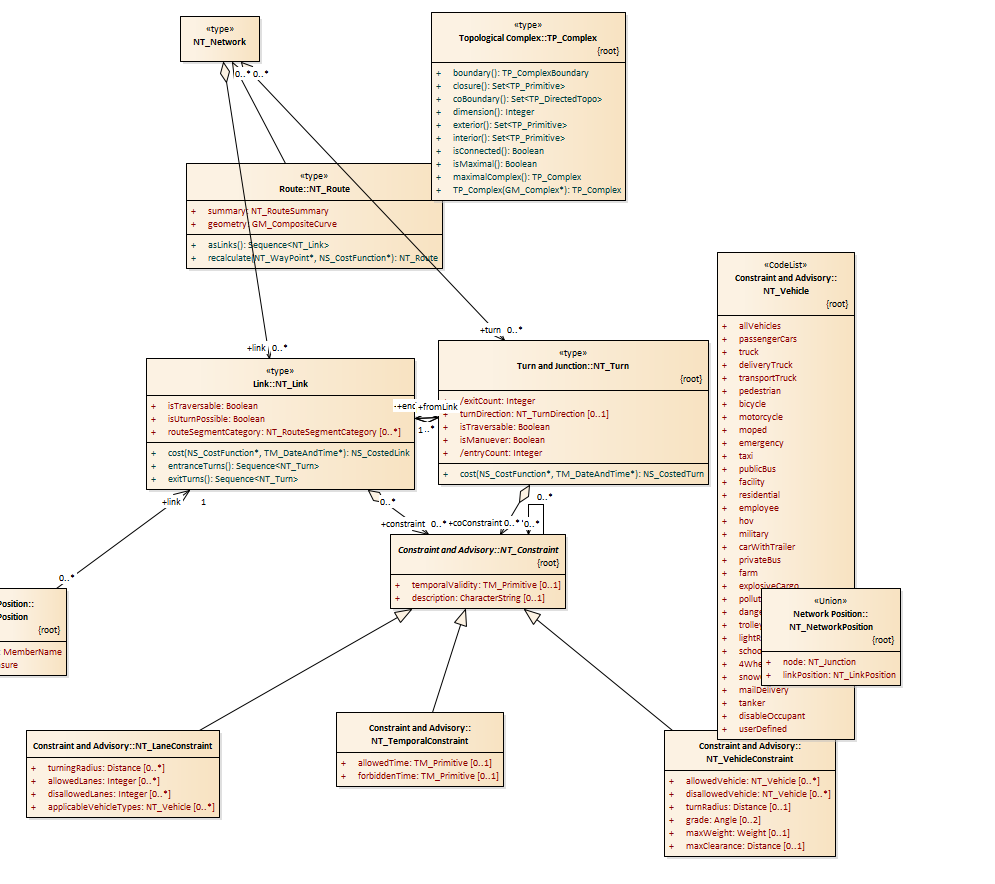 «type»
NT_Network
0..* 0..*
«type»
Topological Complex::TP_Complex
{root}
+ boundary(): TP_ComplexBoundary
+ closure(): Set<TP_Primitive>
+ coBoundary(): Set<TP_DirectedTopo>
+ dimension(): Integer
+ exterior(): Set<TP_Primitive>
+ interior(): Set<TP_Primitive>
+ isConnected(): Boolean
+ isMaximal(): Boolean
+ maximalComplex(): TP_Complex
+ TP_Complex(GM_Complex*): TP_Complex
«type»
Route::NT_Route
+ summary: NT_RouteSummary
+ geometry: GM_CompositeCurve
+ asLinks(): Sequence<NT_Link>
+ recalculate(NT_WayPoint*, NS_CostFunction*): NT_Route
+link 0..*
+turn 0..*
«type»
Link::NT_Link
+ isTraversable: Boolean
+ isUturnPossible: Boolean
+ routeSegmentCategory: NT_RouteSegmentCategory [0..*]
+ cost(NS_CostFunction*, TM_DateAndTime*): NS_CostedLink
+ entranceTurns(): Sequence<NT_Turn>
+ exitTurns(): Sequence<NT_Turn>
+fromLink
1..*
«type»
Turn and Junction::NT_Turn
{root}
/exitCount: Integer
+ turnDirection: NT_TurnDirection [0..1]
+ isTraversable: Boolean
+ isManuever: Boolean
+ /entryCount: Integer
+ cost(NS_CostFunction*, TM_DateAndTime*): NS_CostedTurn
«CodeList»
Constraint and Advisory::
NT_Vehicle
{root}
+ allVehicles
+ passengerCars
+ truck
+ deliveryTruck
+ transportTruck
+ pedestrian
+ bicycle
+ motorcycle
+ moped
+ emergency
+ taxi
+ publicBus
+ facility
+ residential
+ employee
+ hov
+ military
+ carWithTrailer
+ privateBus
+ farm
+ explosiveCargo
+ pollut
+ dange
+ trolley
+ lightR
+ schoo
+ 4Whe
+ snow
+ mailDelivery
+ tanker
+ disableOccupant
+ userDefined
«Union»
Network Position::
NT_NetworkPosition
{root}
+ node: NT_Junction
+ linkPosition: NT_LinkPosition
+link 1
0..*
0..*
0..*
+constraint 0..*
+coConstraint 0..*
0..*
Position::
Position
{root}
: MemberName
sure
Constraint and Advisory::NT_Constraint
{root}
+ temporalValidity: TM_Primitive [0..1]
+ description: CharacterString [0..1]
Constraint and Advisory::NT_LaneConstraint
+ turningRadius: Distance [0..*]
+ allowedLanes: Integer [0..*]
+ disallowedLanes: Integer [0..*]
+ applicableVehicleTypes: NT_Vehicle [0..*]
Constraint and Advisory::
NT_TemporalConstraint
+ allowedTime: TM_Primitive [0..1]
+ forbiddenTime: TM_Primitive [0..1]
Constraint and Advisory::
NT_VehicleConstraint
+ allowedVehicle: NT_Vehicle [0..*]
+ disallowedVehicle: NT_Vehicle [0..*]
+ turnRadius: Distance [0..1]
+ grade: Angle [0..2]
+ maxWeight: Weight [0..1]
+ maxClearance: Distance [0..1]